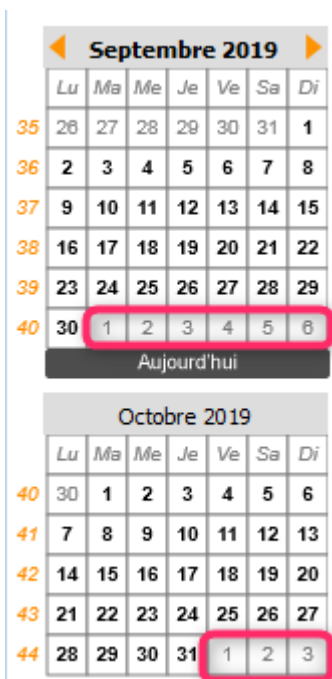 Septembre 2019
Lu Ma Me Je Ve Sa Di
35 26 27 28 29 30 31 1
36 2 3 4 5 6 7 8
37 9 10 11 12 13 14 15
38 16 17 18 19 20 21 22
39 23 24 25 26 27 28 29
40 30 1 2 3 4 5 6
Aujourd'hui
Octobre 2019
Lu Ma Me Je Ve Sa Di
40 30 1 2 3 4 5 6
41 7 8 9 10 11 12 13
42 14 15 16 17 18 19 20
43 21 22 23 24 25 26 27
44 28 29 30 31 1 2 3